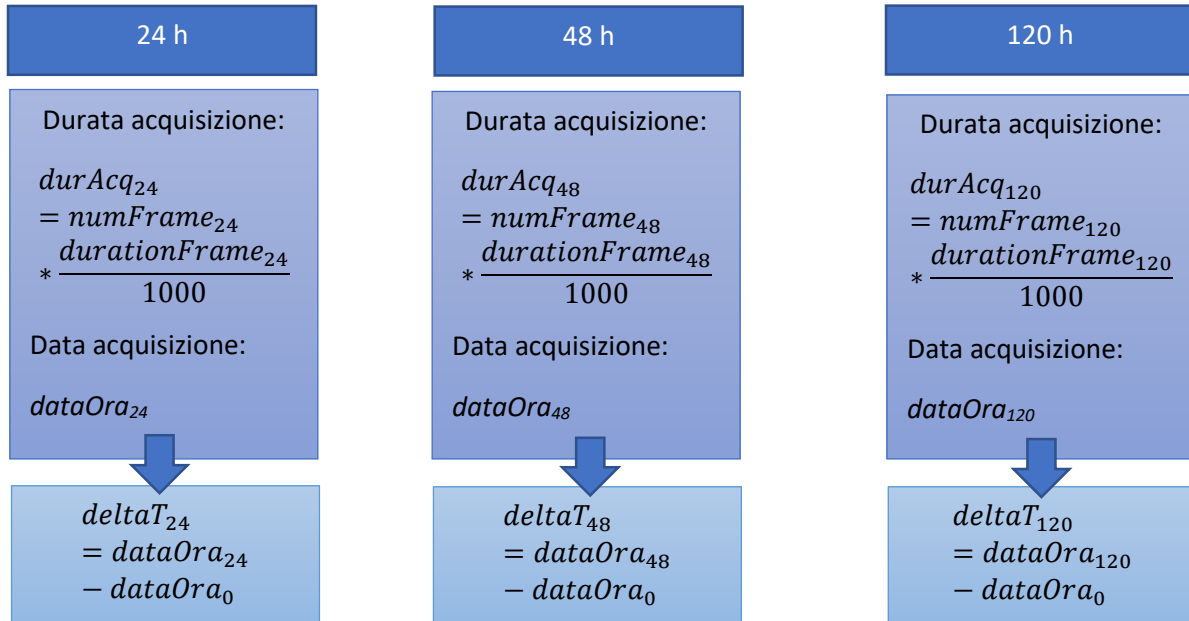 24 h
Durata acquisizione:
durAcq₂₄
= numFrame₂₄
* durationFrame₂₄ / 1000
Data acquisizione:
dataOra₂₄
deltaT₂₄
= dataOra₂₄
− dataOra₀
48 h
Durata acquisizione:
durAcq₄₈
= numFrame₄₈
* durationFrame₄₈ / 1000
Data acquisizione:
dataOra₄₈
deltaT₄₈
= dataOra₄₈
− dataOra₀
120 h
Durata acquisizione:
durAcq₁₂₀
= numFrame₁₂₀
* durationFrame₁₂₀ / 1000
Data acquisizione:
dataOra₁₂₀
deltaT₁₂₀
= dataOra₁₂₀
− dataOra₀